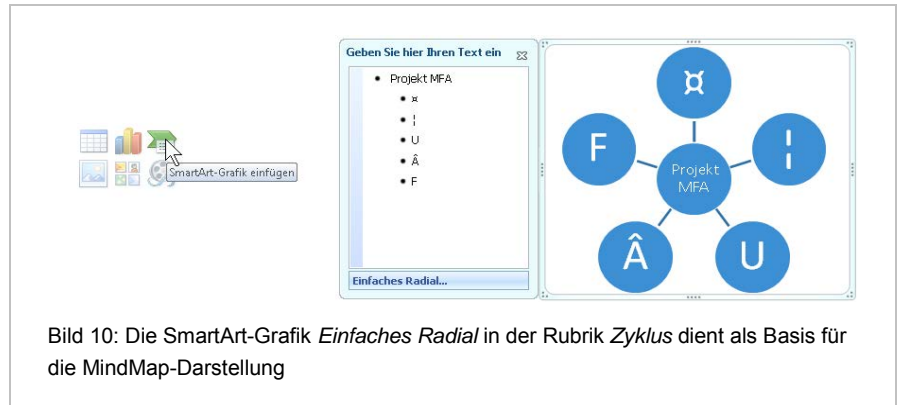 SmartArt-Grafik einfügen
Geben Sie hier Ihren Text ein
• Projekt MFA
• ¤
• ¦
• U
• Â
• F
Einfaches Radial...
¤
F
¦
Projekt
MFA
Â
U
Bild 10: Die SmartArt-Grafik Einfaches Radial in der Rubrik Zyklus dient als Basis für
die MindMap-Darstellung